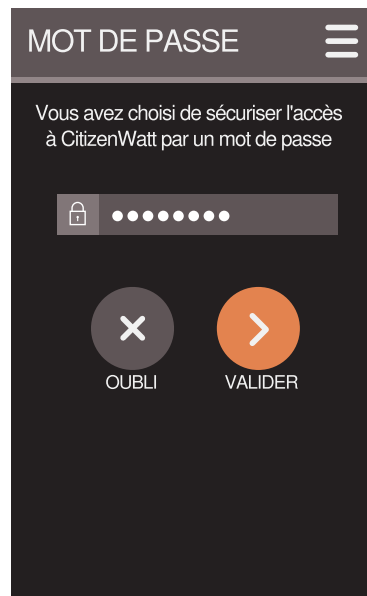 MOT DE PASSE
Vous avez choisi de sécuriser l'accès
à CitizenWatt par un mot de passe
●●●●●●●●
OUBLI
VALIDER